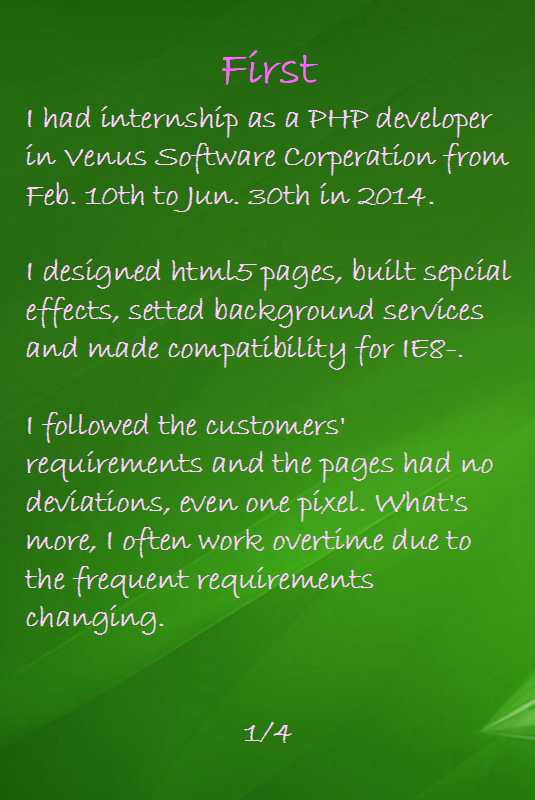 First
I had internship as a PHP developer
in Venus Software Corperation from
Feb. 10th to Jun. 30th in 2014.
I designed html5 pages, built sepcial
effects, setted background services
and made compatibility for IE8-.
I followed the customers'
requirements and the pages had no
deviations, even one pixel. What's
more, I often work overtime due to
the frequent requirements
changing.
1/4